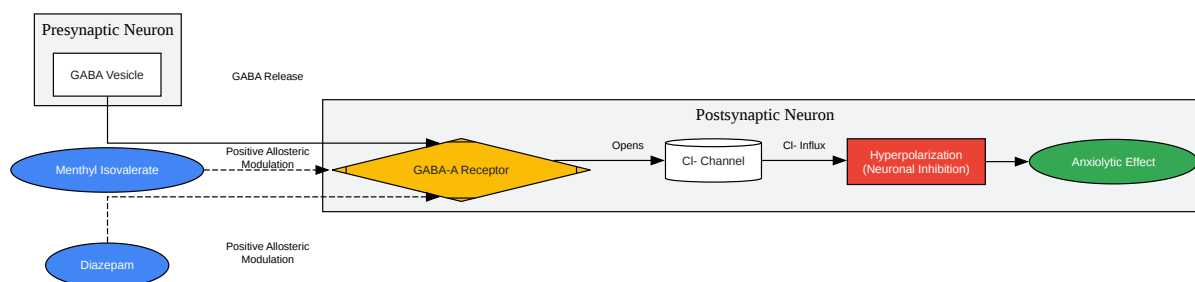 Presynaptic Neuron
GABA Vesicle
GABA Release
Postsynaptic Neuron
Menthyl Isovalerate
Positive Allosteric
Modulation
GABA-A Receptor
Opens
Cl- Channel
Cl- Influx
Hyperpolarization
(Neuronal Inhibition)
Anxiolytic Effect
Diazepam
Positive Allosteric
Modulation